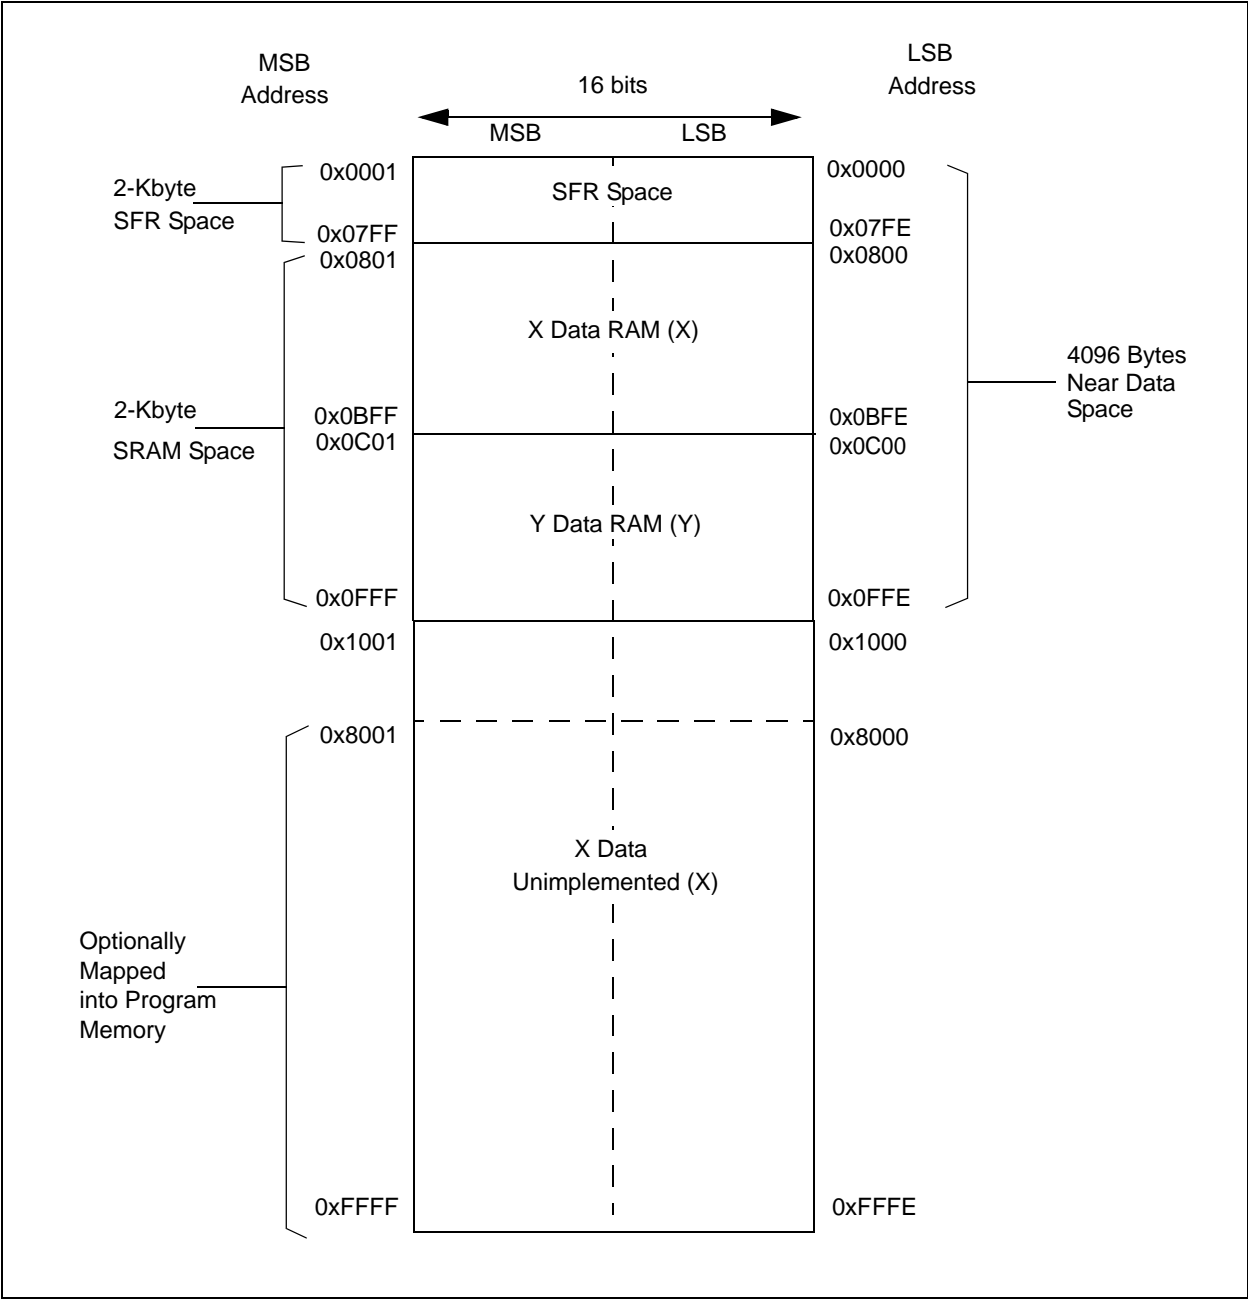 MSB
Address
16 bits
LSB
Address
MSB
LSB
2-Kbyte
SFR Space
0x0001
SFR Space
0x0000
0x07FF
0x07FE
0x0801
0x0800
X Data RAM (X)
2-Kbyte
SRAM Space
0x0BFF
0x0BFE
0x0C01
0x0C00
4096 Bytes
Near Data
Space
Y Data RAM (Y)
0x0FFF
0x0FFE
0x1001
0x1000
0x8001
0x8000
X Data
Unimplemented (X)
Optionally
Mapped
into Program
Memory
0xFFFF
0xFFFE